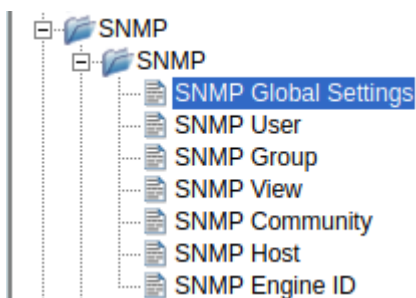 SNMP
SNMP
SNMP Global Settings
SNMP User
SNMP Group
SNMP View
SNMP Community
SNMP Host
SNMP Engine ID